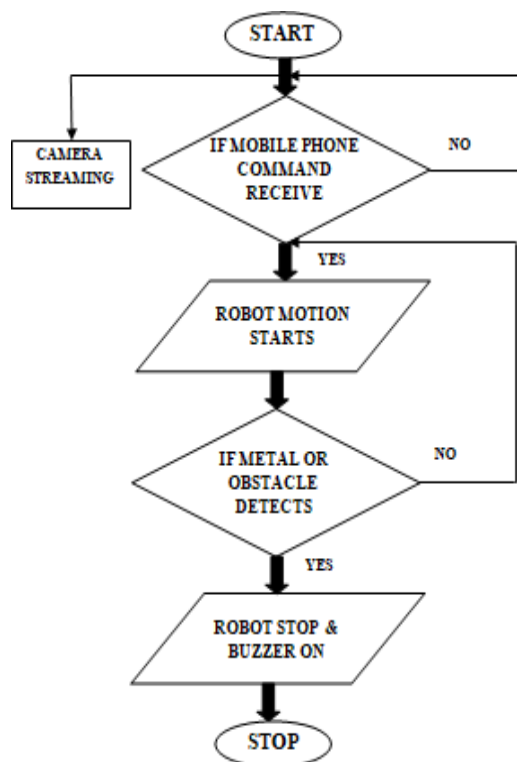 START
CAMERA
STREAMING
IF MOBILE PHONE
COMMAND
RECEIVE
NO
YES
ROBOT MOTION
STARTS
IF METAL OR
OBSTACLE
DETECTS
NO
YES
ROBOT STOP &
BUZZER ON
STOP